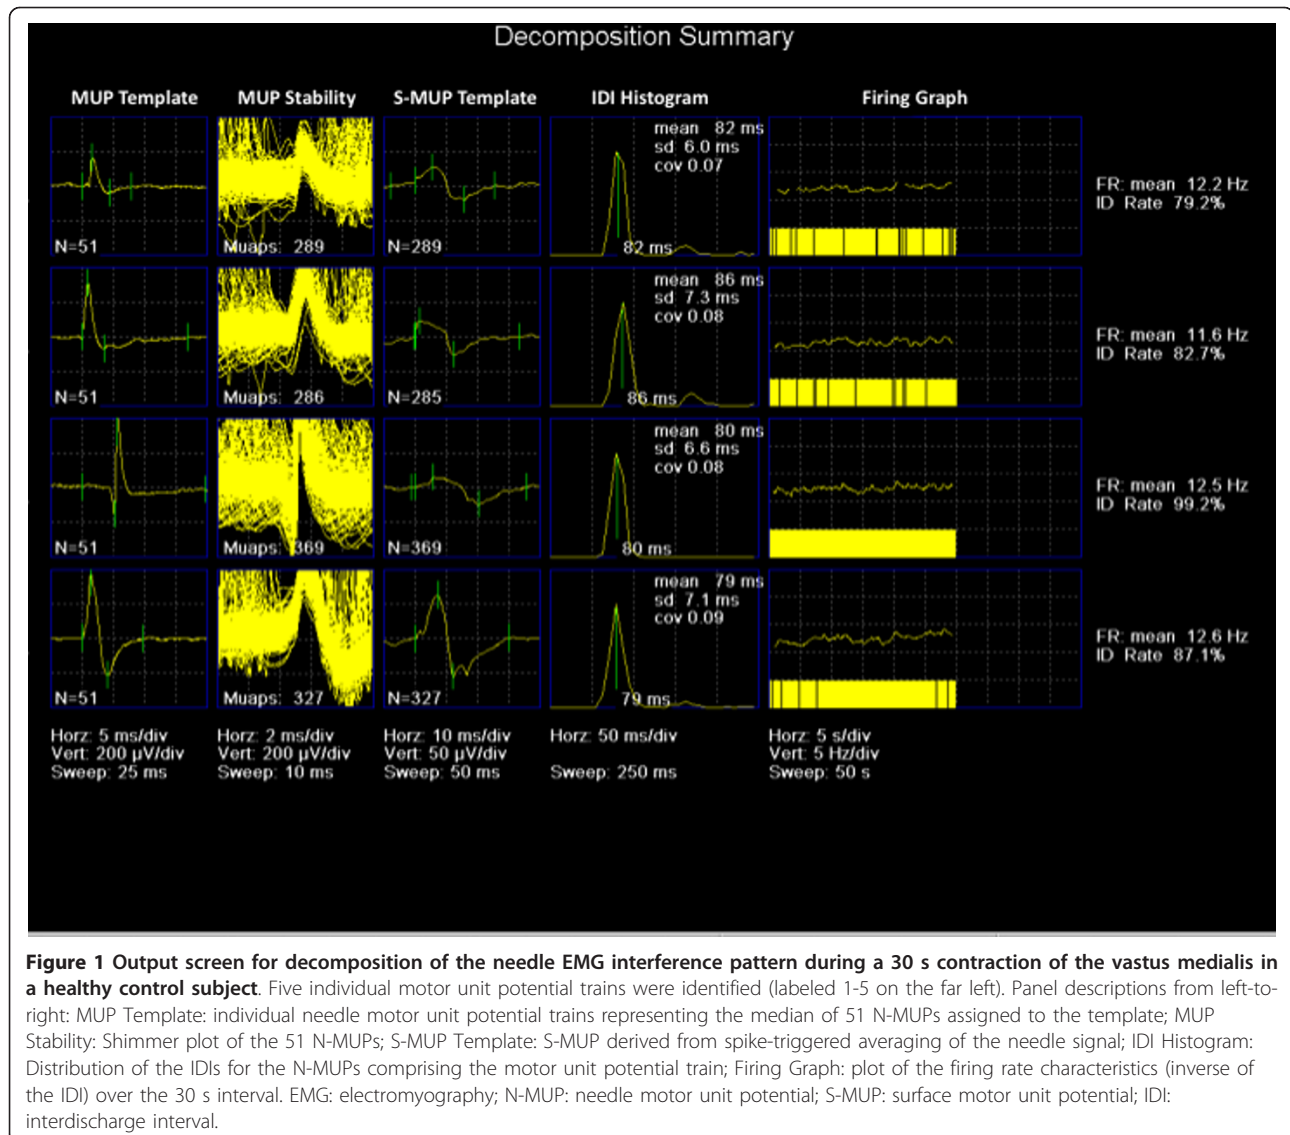 Decomposition Summary
MUP Template MUP Stability S-MUP Template IDI Histogram Firing Graph
N=51 Muaps: 289 N=289 mean 82 ms
sd 6.0 ms
cov 0.07
82 ms
FR: mean 12.2 Hz
ID Rate 79.2%
N=51 Muaps: 286 N=285 mean 86 ms
sd 7.3 ms
cov 0.08
86 ms
FR: mean 11.6 Hz
ID Rate 82.7%
N=51 Muaps: 369 N=369 mean 80 ms
sd 6.6 ms
cov 0.08
80 ms
FR: mean 12.5 Hz
ID Rate 99.2%
N=51 Muaps: 327 N=327 mean 79 ms
sd 7.1 ms
cov 0.09
79 ms
FR: mean 12.6 Hz
ID Rate 87.1%
Horz: 5 ms/div Horz: 2 ms/div Horz: 10 ms/div Horz: 50 ms/div Horz: 5 s/div
Vert: 200 µV/div Vert: 200 µV/div Vert: 50 µV/div Vert: 5 Hz/div
Sweep: 25 ms Sweep: 10 ms Sweep: 50 ms Sweep: 250 ms Sweep: 50 s
Figure 1 Output screen for decomposition of the needle EMG interference pattern during a 30 s contraction of the vastus medialis in
a healthy control subject. Five individual motor unit potential trains were identified (labeled 1-5 on the far left). Panel descriptions from left-to-
right: MUP Template: individual needle motor unit potential trains representing the median of 51 N-MUPs assigned to the template; MUP
Stability: Shimmer plot of the 51 N-MUPs; S-MUP Template: S-MUP derived from spike-triggered averaging of the needle signal; IDI Histogram:
Distribution of the IDIs for the N-MUPs comprising the motor unit potential train; Firing Graph: plot of the firing rate characteristics (inverse of
the IDI) over the 30 s interval. EMG: electromyography; N-MUP: needle motor unit potential; S-MUP: surface motor unit potential; IDI:
interdischarge interval.